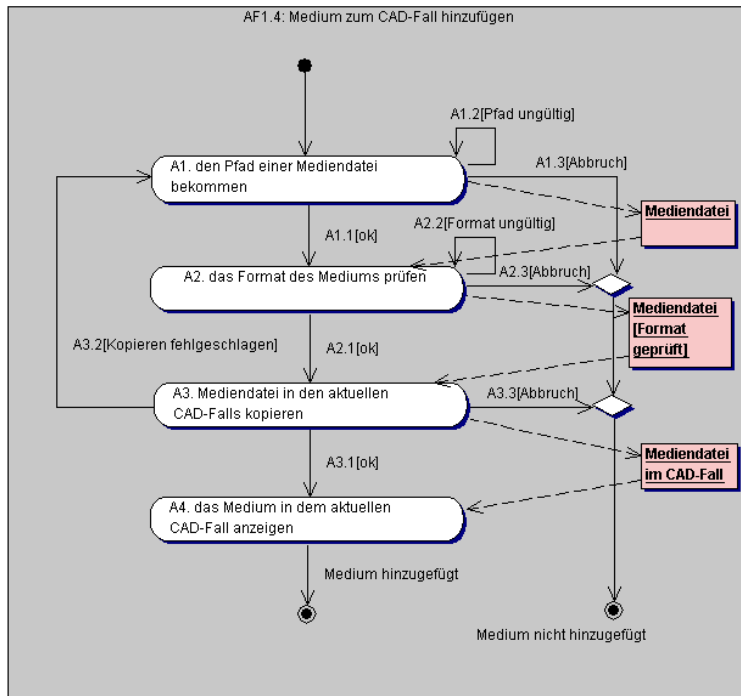 AF1.4: Medium zum CAD-Fall hinzufügen
A1.2[Pfad ungültig]
A1. den Pfad einer Mediendatei
bekommen
A1.3[Abbruch]
Mediendatei
A1.1[ok]
A2.2[Format ungültig]
A2. das Format des Mediums prüfen
A2.3[Abbruch]
Mediendatei
[Format
geprüft]
A3.2[Kopieren fehlgeschlagen]
A2.1[ok]
A3. Mediendatei in den aktuellen
CAD-Falls kopieren
A3.3[Abbruch]
Mediendatei
im CAD-Fall
A3.1[ok]
A4. das Medium in dem aktuellen
CAD-Fall anzeigen
Medium hinzugefügt
Medium nicht hinzugefügt